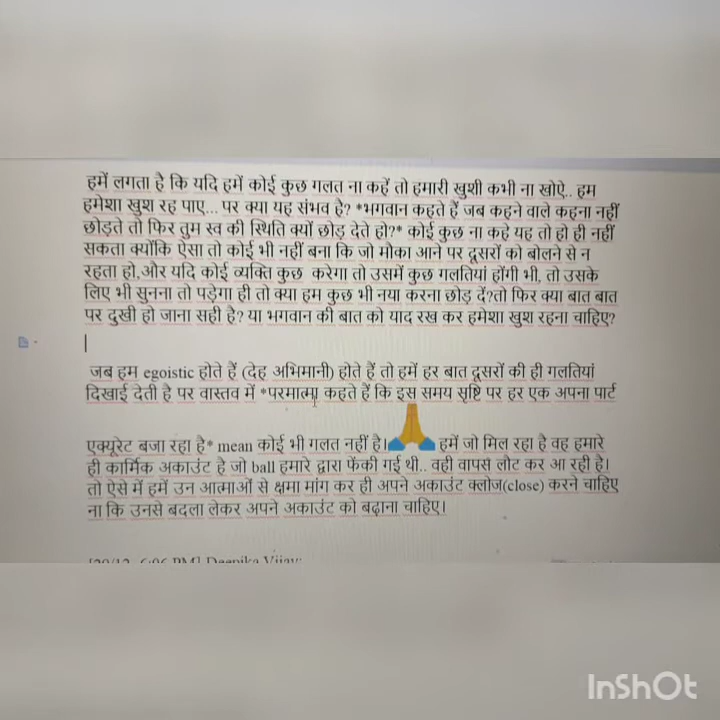 हमें लगता है कि यदि हमें कोई कुछ गलत ना कहें तो हमारी खुशी कभी ना खोऐ.. हम
हमेशा खुश रह पाए... पर क्या यह संभव है? *भगवान कहते हैं जब कहने वाले कहना नहीं
छोड़ते तो फिर तुम स्व की स्थिति क्यों छोड़ देते हो?* कोई कुछ ना कहे यह तो हो ही नहीं
सकता क्योंकि ऐसा तो कोई भी नहीं बना कि जो मौका आने पर दूसरों को बोलने से न
रहता हो,और यदि कोई व्यक्ति कुछ करेगा तो उसमें कुछ गलतियां होंगी भी, तो उसके
लिए भी सुनना तो पड़ेगा ही तो क्या हम कुछ भी नया करना छोड़ दें?तो फिर क्या बात बात
पर दुखी हो जाना सही है? या भगवान की बात को याद रख कर हमेशा खुश रहना चाहिए?
जब हम egoistic होते हैं (देह अभिमानी) होते हैं तो हमें हर बात दूसरों की ही गलतियां
दिखाई देती है पर वास्तव में *परमात्मा कहते हैं कि इस समय सृष्टि पर हर एक अपना पार्ट
एक्यूरेट बजा रहा है* mean कोई भी गलत नहीं है।🙏 हमें जो मिल रहा है वह हमारे
ही कार्मिक अकाउंट है जो ball हमारे द्वारा फेंकी गई थी.. वही वापस लौट कर आ रही है।
तो ऐसे में हमें उन आत्माओं से क्षमा मांग कर ही अपने अकाउंट क्लोज(close) करने चाहिए
ना कि उनसे बदला लेकर अपने अकाउंट को बढ़ाना चाहिए।
6:06 PM] Deepika Vijay:
InShOt